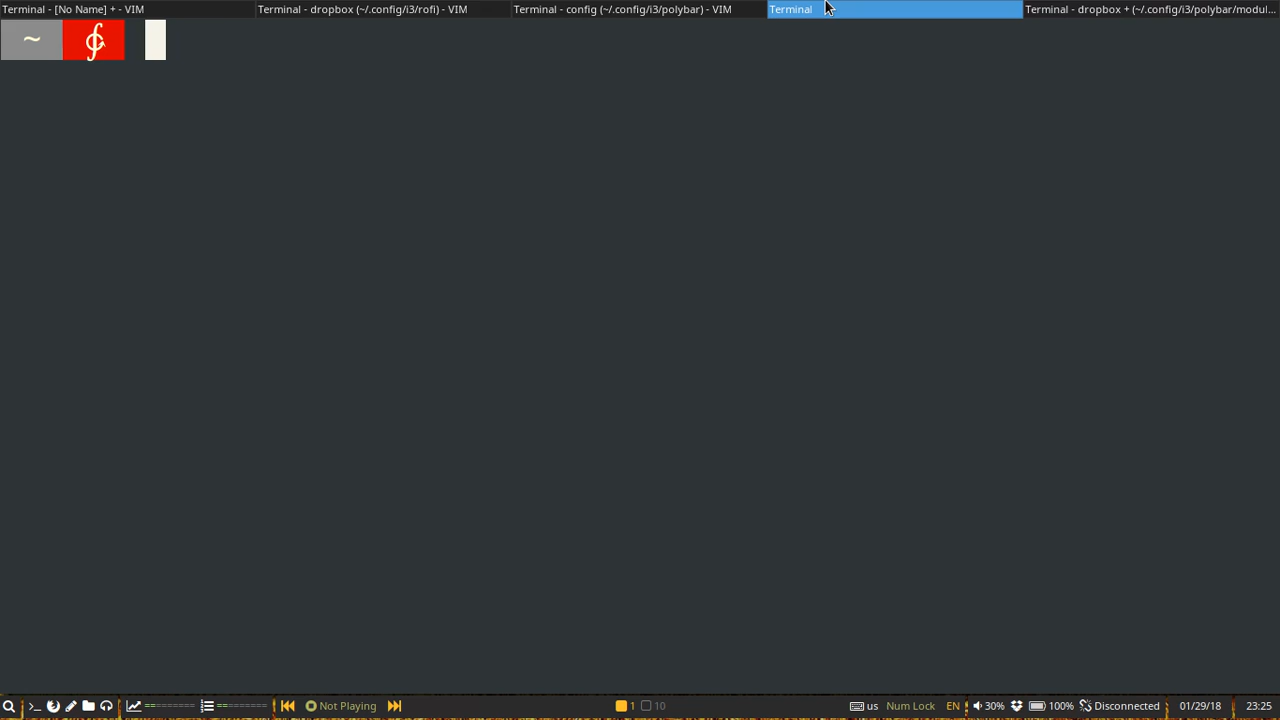 Terminal - [No Name] + - VIM
Terminal - dropbox (~/.config/i3/rofi) - VIM
Terminal - config (~/.config/i3/polybar) - VIM
Terminal
Terminal - dropbox + (~/.config/i3/polybar/modul...
~
Not Playing
1
10
us
Num Lock
EN
30%
100%
Disconnected
01/29/18
23:25